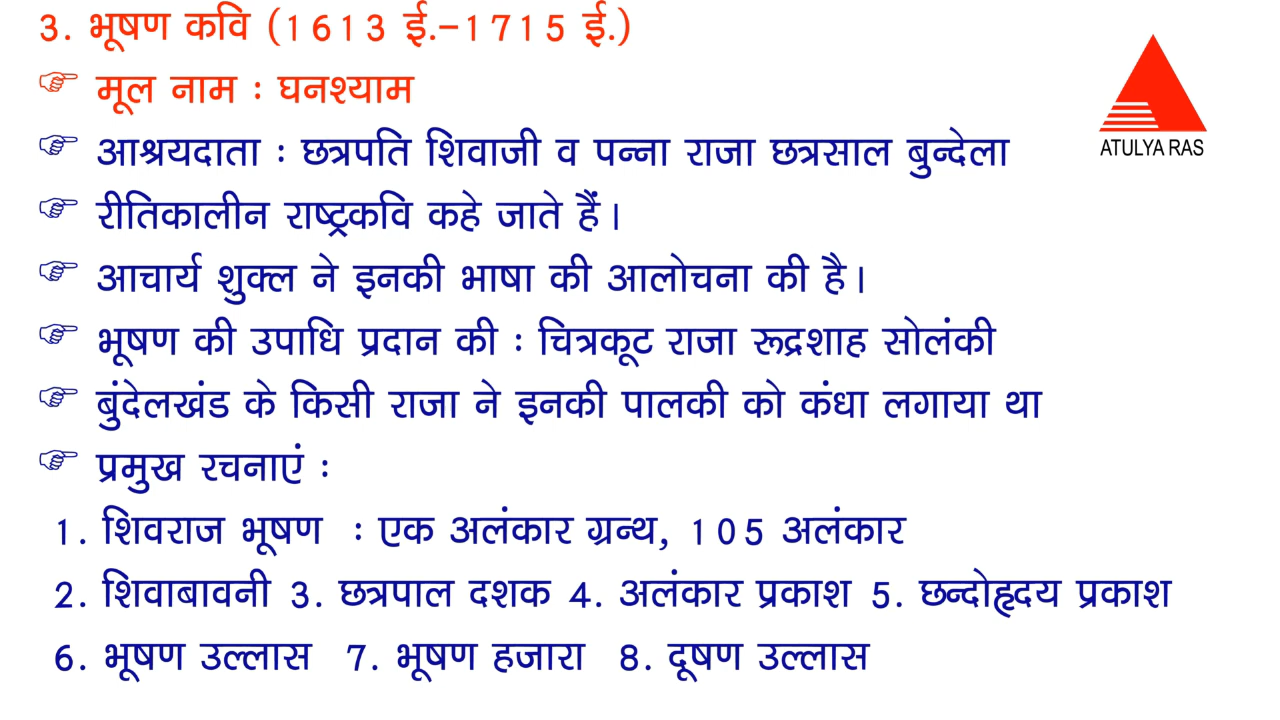 3. भूषण कवि (1613 ई.-1715 ई.)
मूल नाम : घनश्याम
ATULYA RAS
आश्रयदाता : छत्रपति शिवाजी व पन्ना राजा छत्रसाल बुन्देला
रीतिकालीन राष्ट्रकवि कहे जाते हैं।
आचार्य शुक्ल ने इनकी भाषा की आलोचना की है।
भूषण की उपाधि प्रदान की : चित्रकूट राजा रूद्रशाह सोलंकी
बुंदेलखंड के किसी राजा ने इनकी पालकी को कंधा लगाया था
प्रमुख रचनाएं :
1. शिवराज भूषण : एक अलंकार ग्रन्थ, 105 अलंकार
2. शिवाबावनी 3. छत्रपाल दशक 4. अलंकार प्रकाश 5. छन्दोहृदय प्रकाश
6. भूषण उल्लास 7. भूषण हजारा 8. दूषण उल्लास